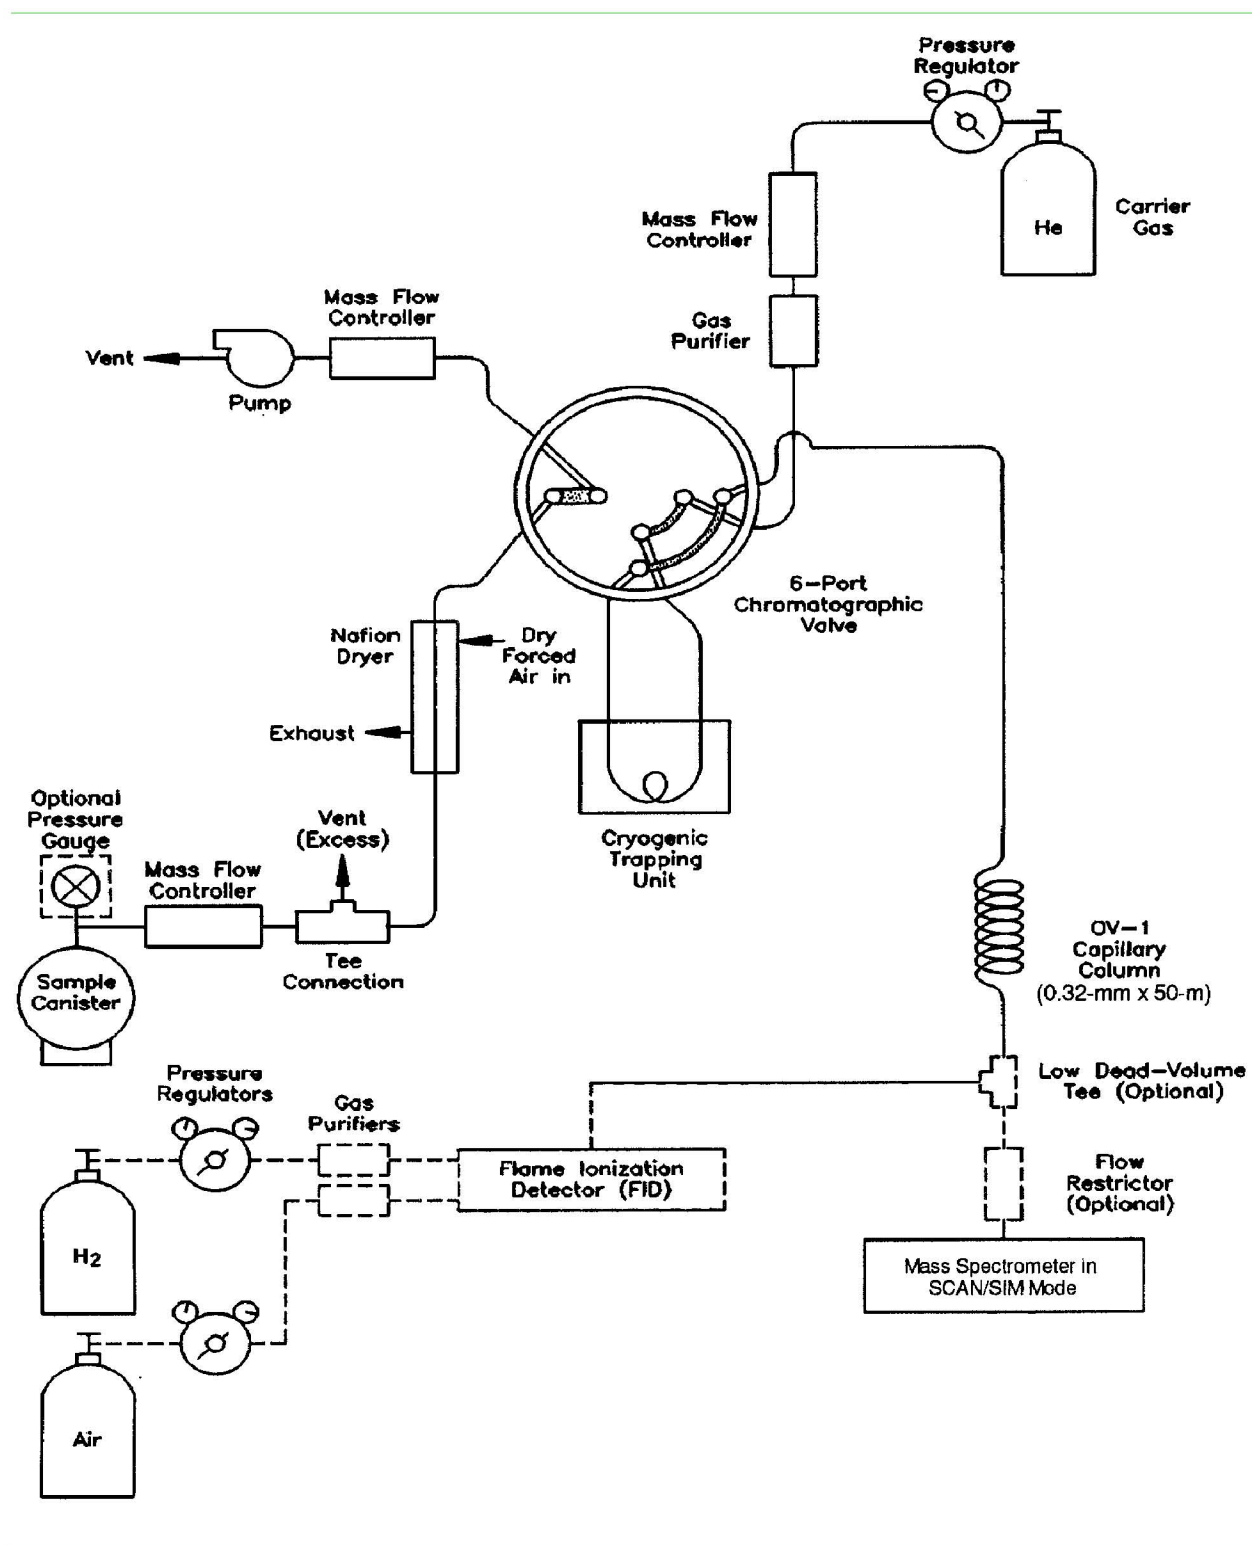 Pressure
Regulator
He
Carrier
Gas
Mass Flow
Controller
Gas
Purifier
Mass Flow
Controller
Vent
Pump
6-Port
Chromatographic
Valve
Nafion
Dryer
Dry
Forced
Air in
Exhaust
Optional
Pressure
Gauge
Vent
(Excess)
Mass Flow
Controller
Cryogenic
Trapping
Unit
Tee
Connection
Sample
Canister
OV-1
Capillary
Column
(0.32-mm x 50-m)
Pressure
Regulators
Gas
Purifiers
Low Dead-Volume
Tee (Optional)
Flame Ionization
Detector (FID)
Flow
Restrictor
(Optional)
H2
Mass Spectrometer in
SCAN/SIM Mode
Air